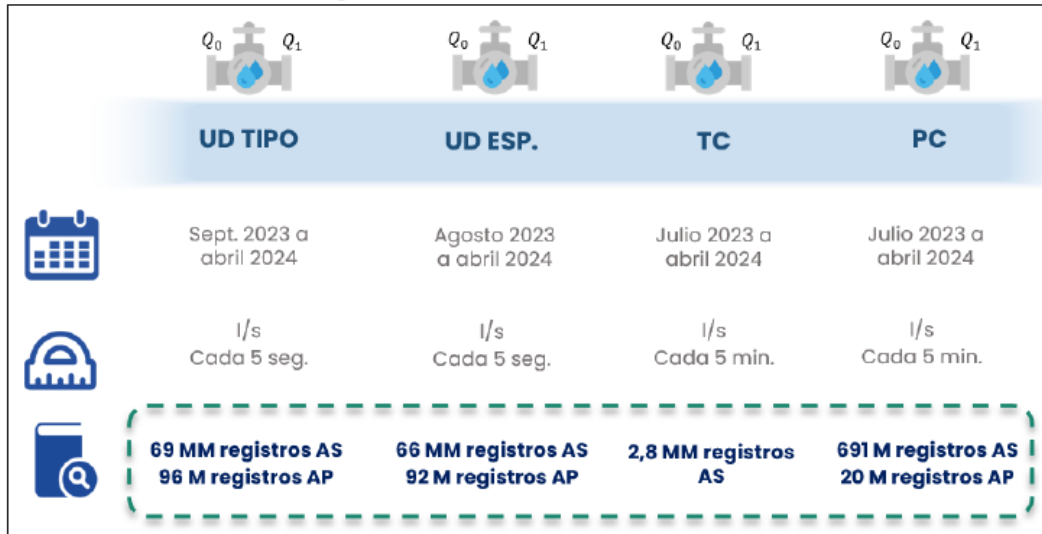 Q₀ Q₁ Q₀ Q₁ Q₀ Q₁ Q₀ Q₁
UD TIPO UD ESP. TC PC
Sept. 2023 a Agosto 2023 Julio 2023 a Julio 2023 a
abril 2024 a abril 2024 abril 2024 abril 2024
l/s l/s l/s l/s
Cada 5 seg. Cada 5 seg. Cada 5 min. Cada 5 min.
69 MM registros AS 66 MM registros AS 2,8 MM registros 691 M registros AS
96 M registros AP 92 M registros AP AS 20 M registros AP